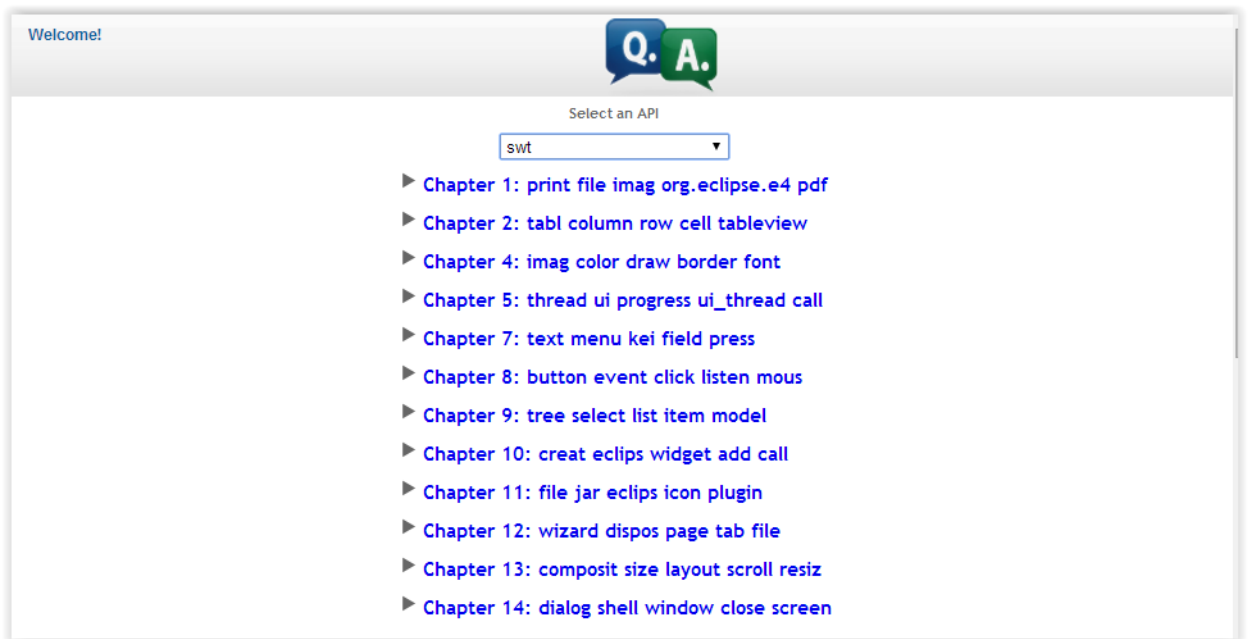 Welcome!
Q. A.
Select an API
swt
Chapter 1: print file imag org.eclipse.e4 pdf
Chapter 2: tabl column row cell tableview
Chapter 4: imag color draw border font
Chapter 5: thread ui progress ui_thread call
Chapter 7: text menu kei field press
Chapter 8: button event click listen mous
Chapter 9: tree select list item model
Chapter 10: creat eclips widget add call
Chapter 11: file jar eclips icon plugin
Chapter 12: wizard dispos page tab file
Chapter 13: composit size layout scroll resiz
Chapter 14: dialog shell window close screen